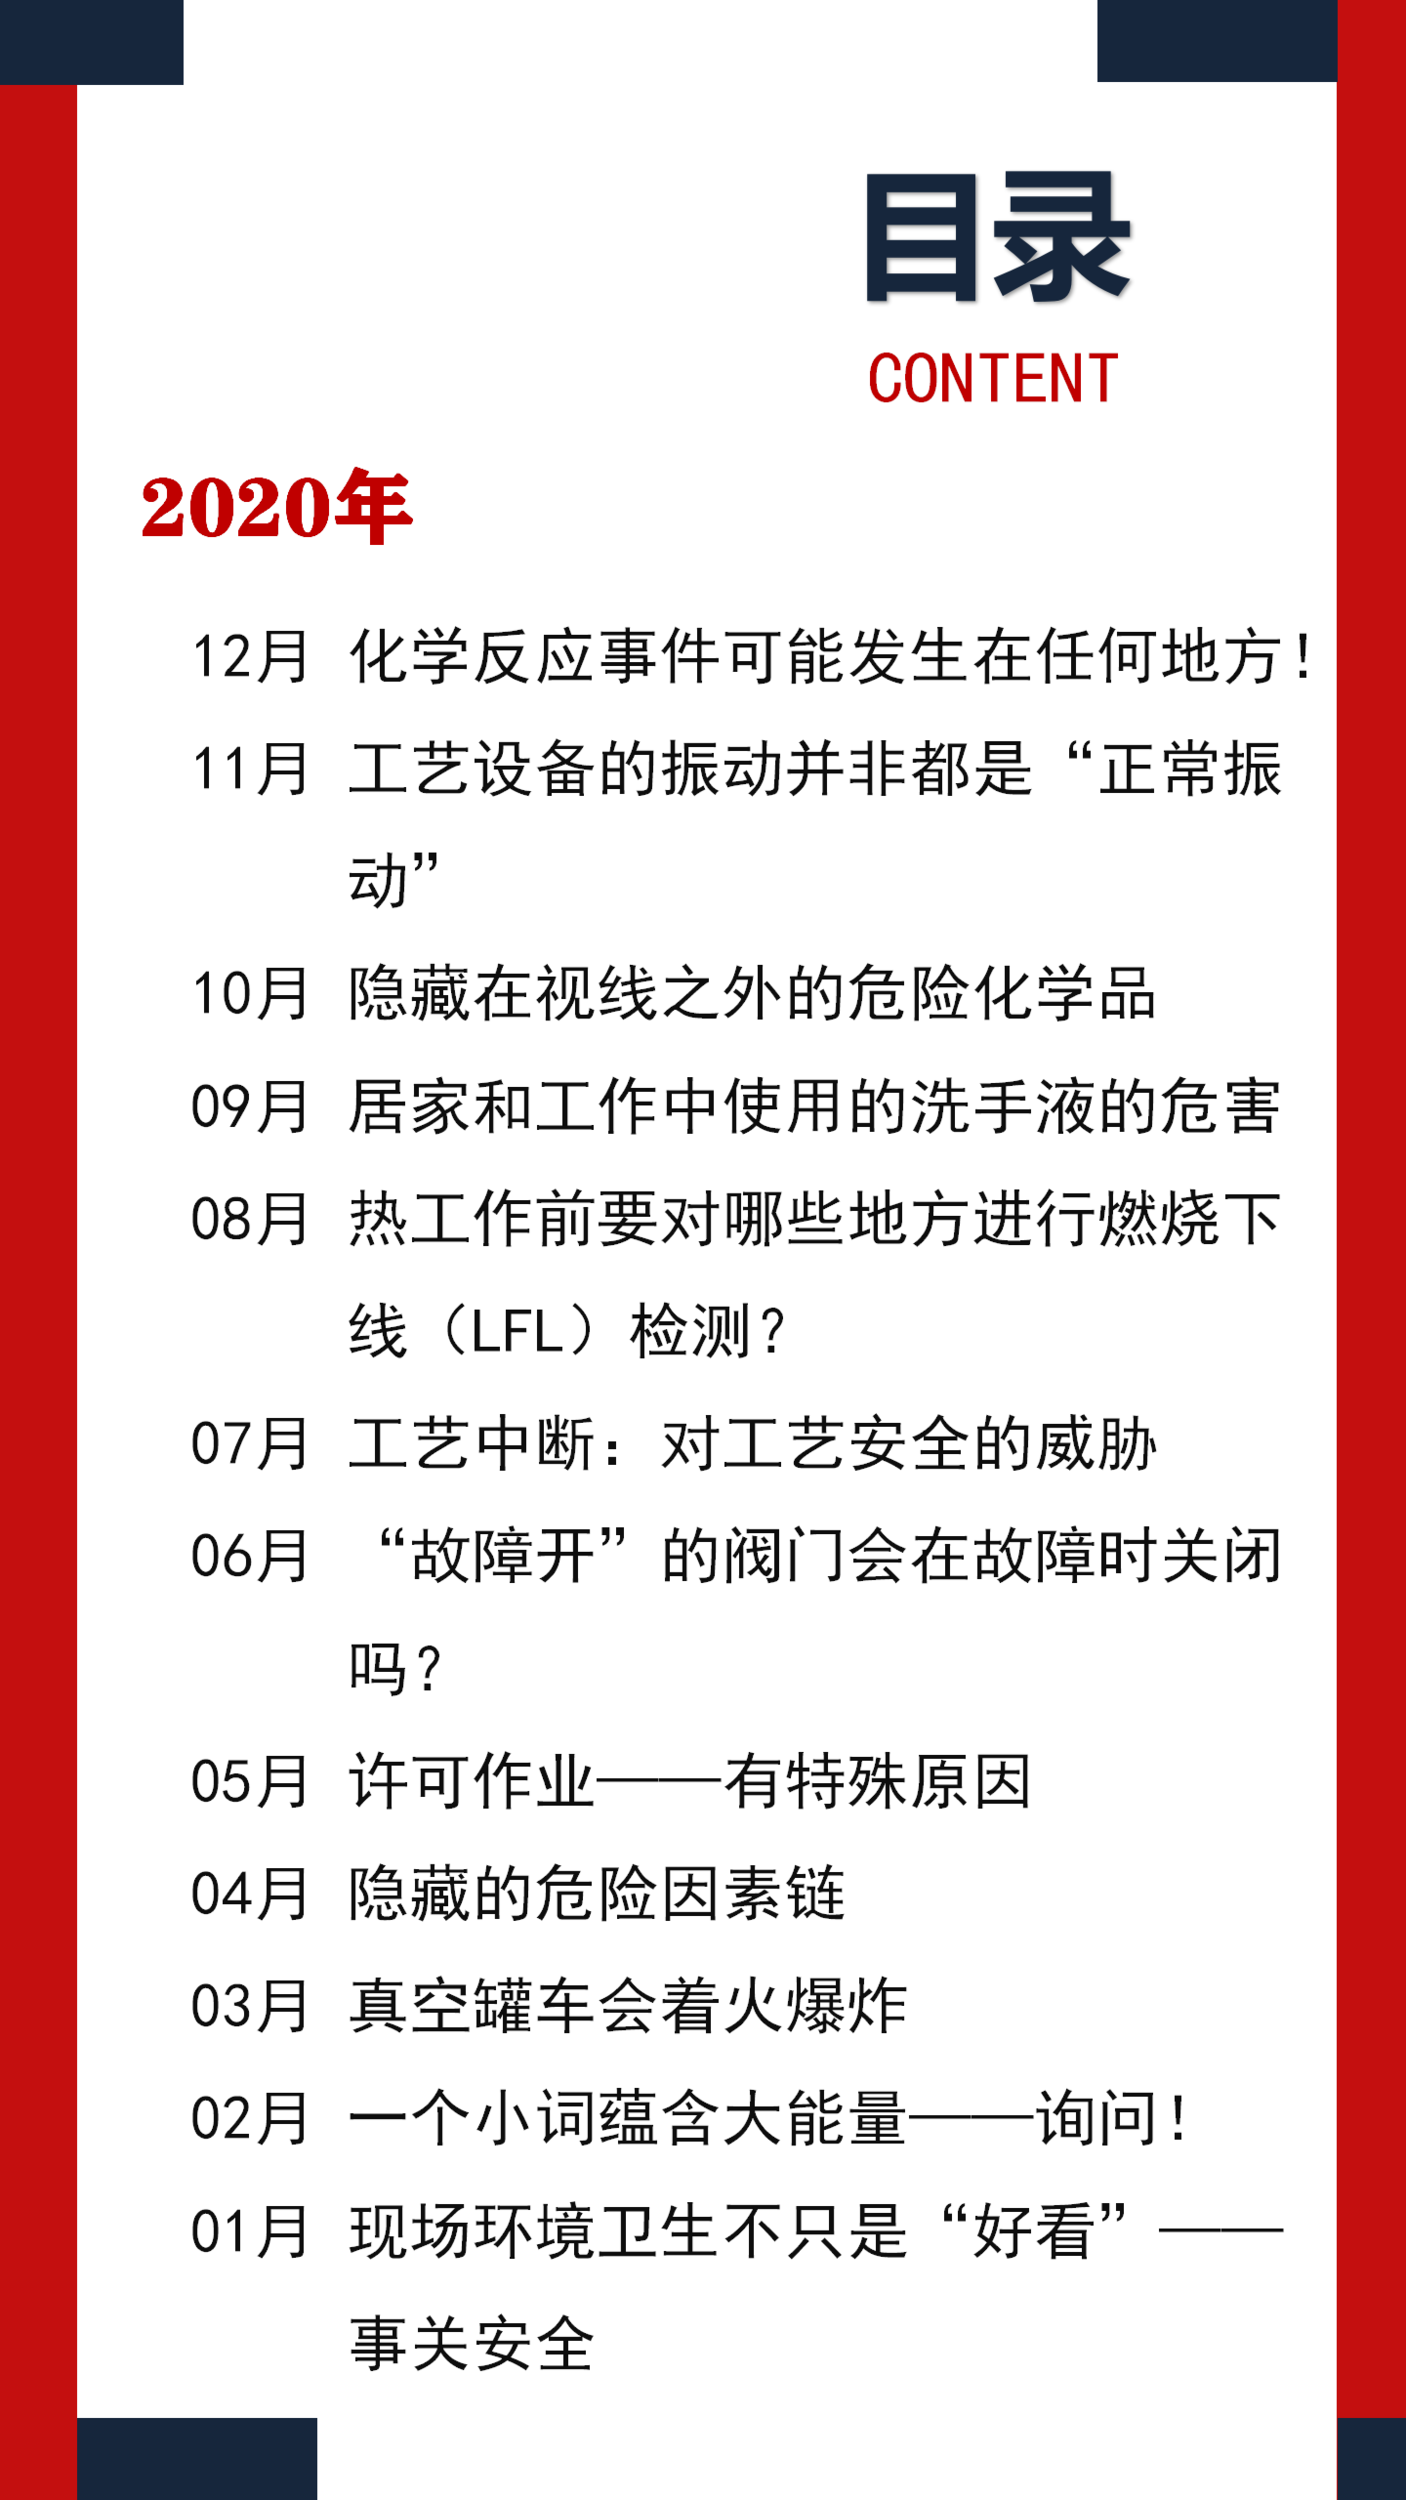 目录
CONTENT
2020年
12月 化学反应事件可能发生在任何地方！
11月 工艺设备的振动并非都是“正常振
动”
10月 隐藏在视线之外的危险化学品
09月 居家和工作中使用的洗手液的危害
08月 热工作前要对哪些地方进行燃烧下
线（LFL）检测？
07月 工艺中断：对工艺安全的威胁
06月 “故障开”的阀门会在故障时关闭
吗？
05月 许可作业——有特殊原因
04月 隐藏的危险因素链
03月 真空罐车会着火爆炸
02月 一个小词蕴含大能量——询问！
01月 现场环境卫生不只是“好看”——
事关安全